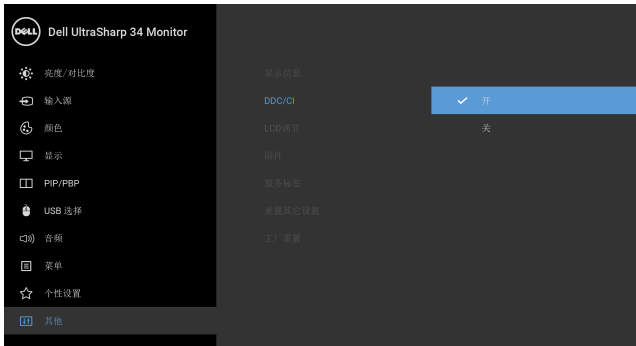 DELL
Dell UltraSharp 34 Monitor
亮度/对比度
输入源
颜色
显示
PIP/PBP
USB 选择
音频
菜单
个性设置
其他
显示信息
DDC/CI
LCD调节
固件
服务标签
重置其它设置
工厂重置
开
关